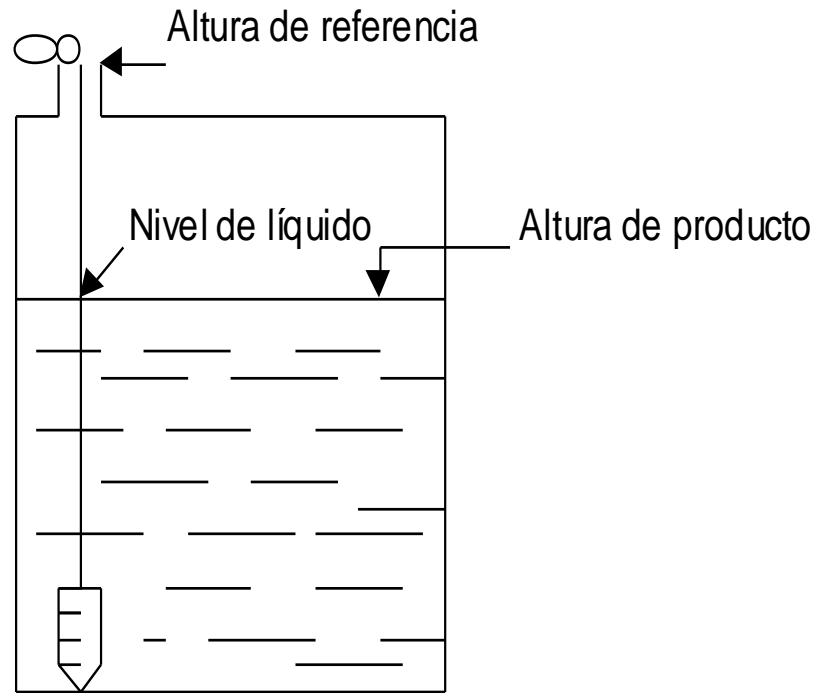 Altura de referencia
Nivel de líquido
Altura de producto